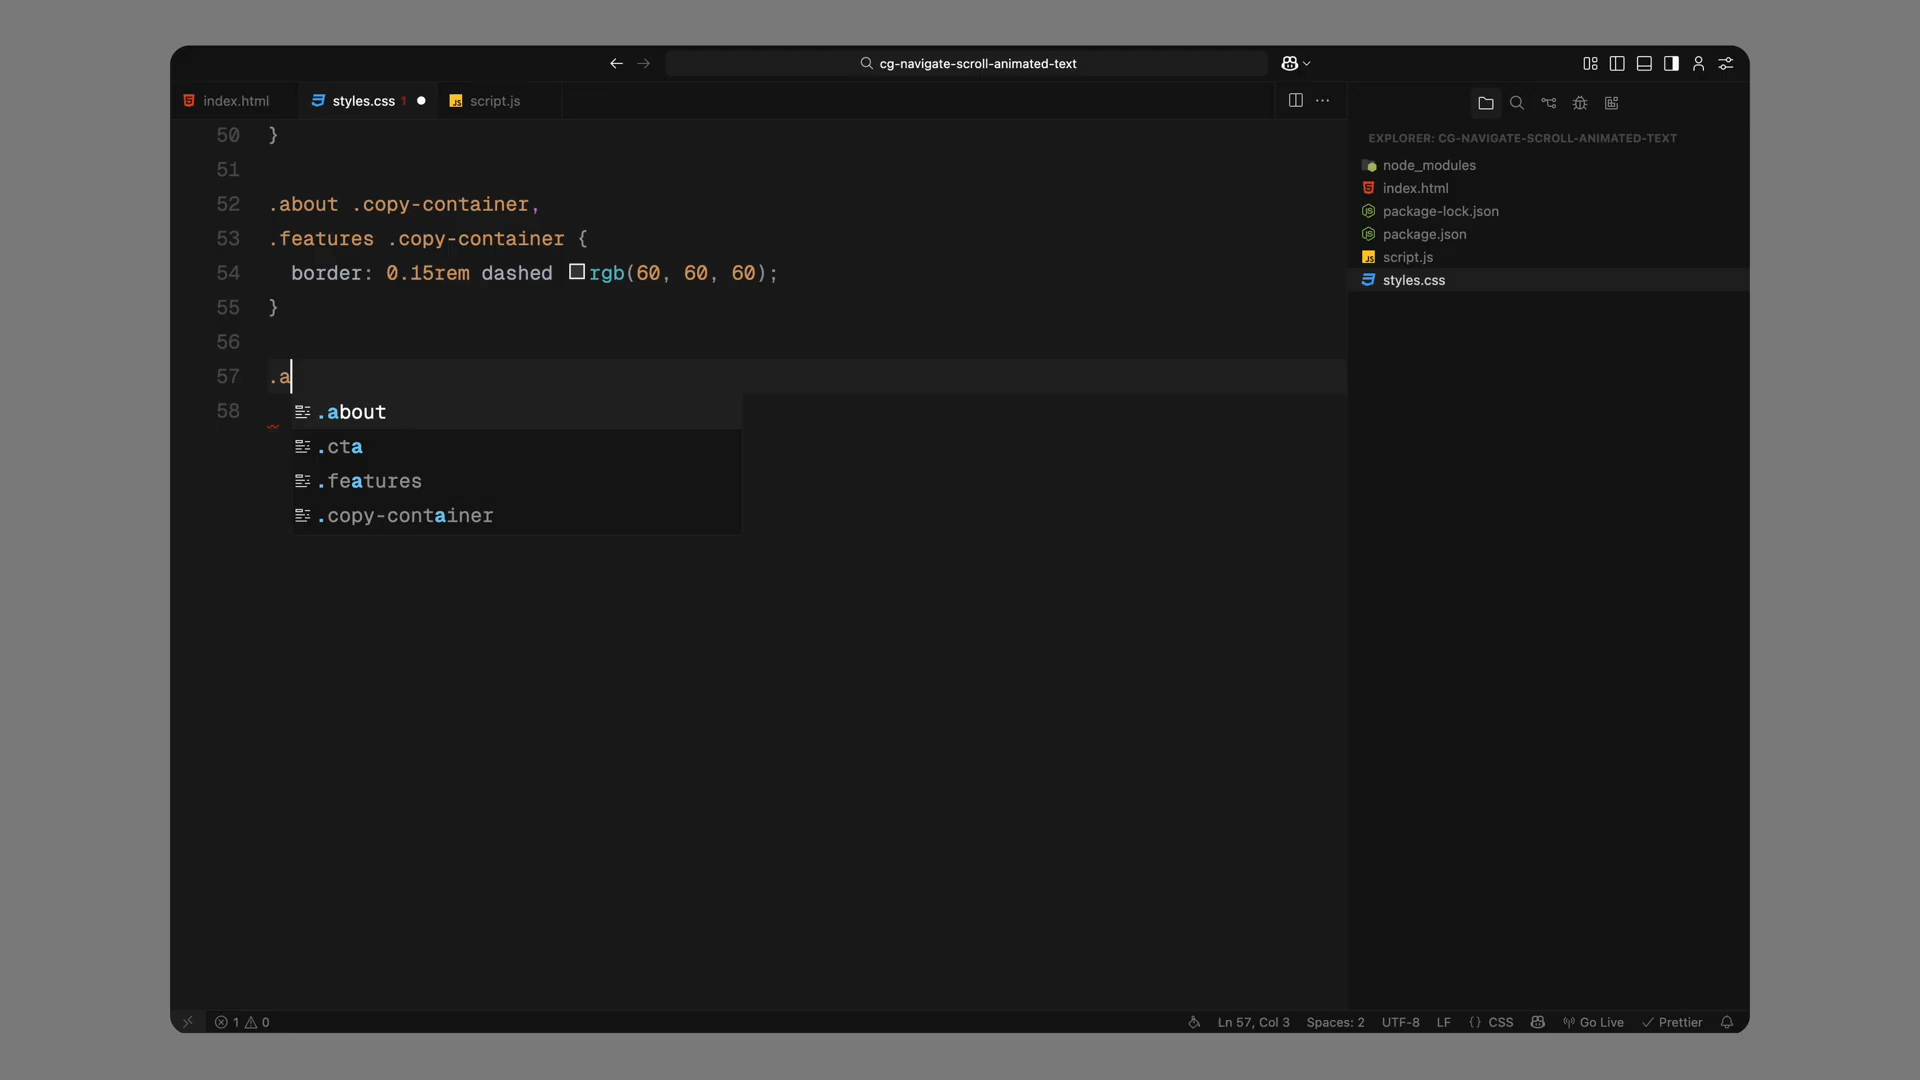 cg-navigate-scroll-animated-text
index.html
styles.css 1
script.js
EXPLORER: CG-NAVIGATE-SCROLL-ANIMATED-TEXT
node_modules
index.html
package-lock.json
package.json
script.js
styles.css
50 }
51
52 .about .copy-container,
53 .features .copy-container {
54 border: 0.15rem dashed rgb(60, 60, 60);
55 }
56
57 .a
58
.about
.cta
.features
.copy-container
1 0
Ln 57, Col 3
Spaces: 2
UTF-8
LF
{} CSS
Go Live
Prettier